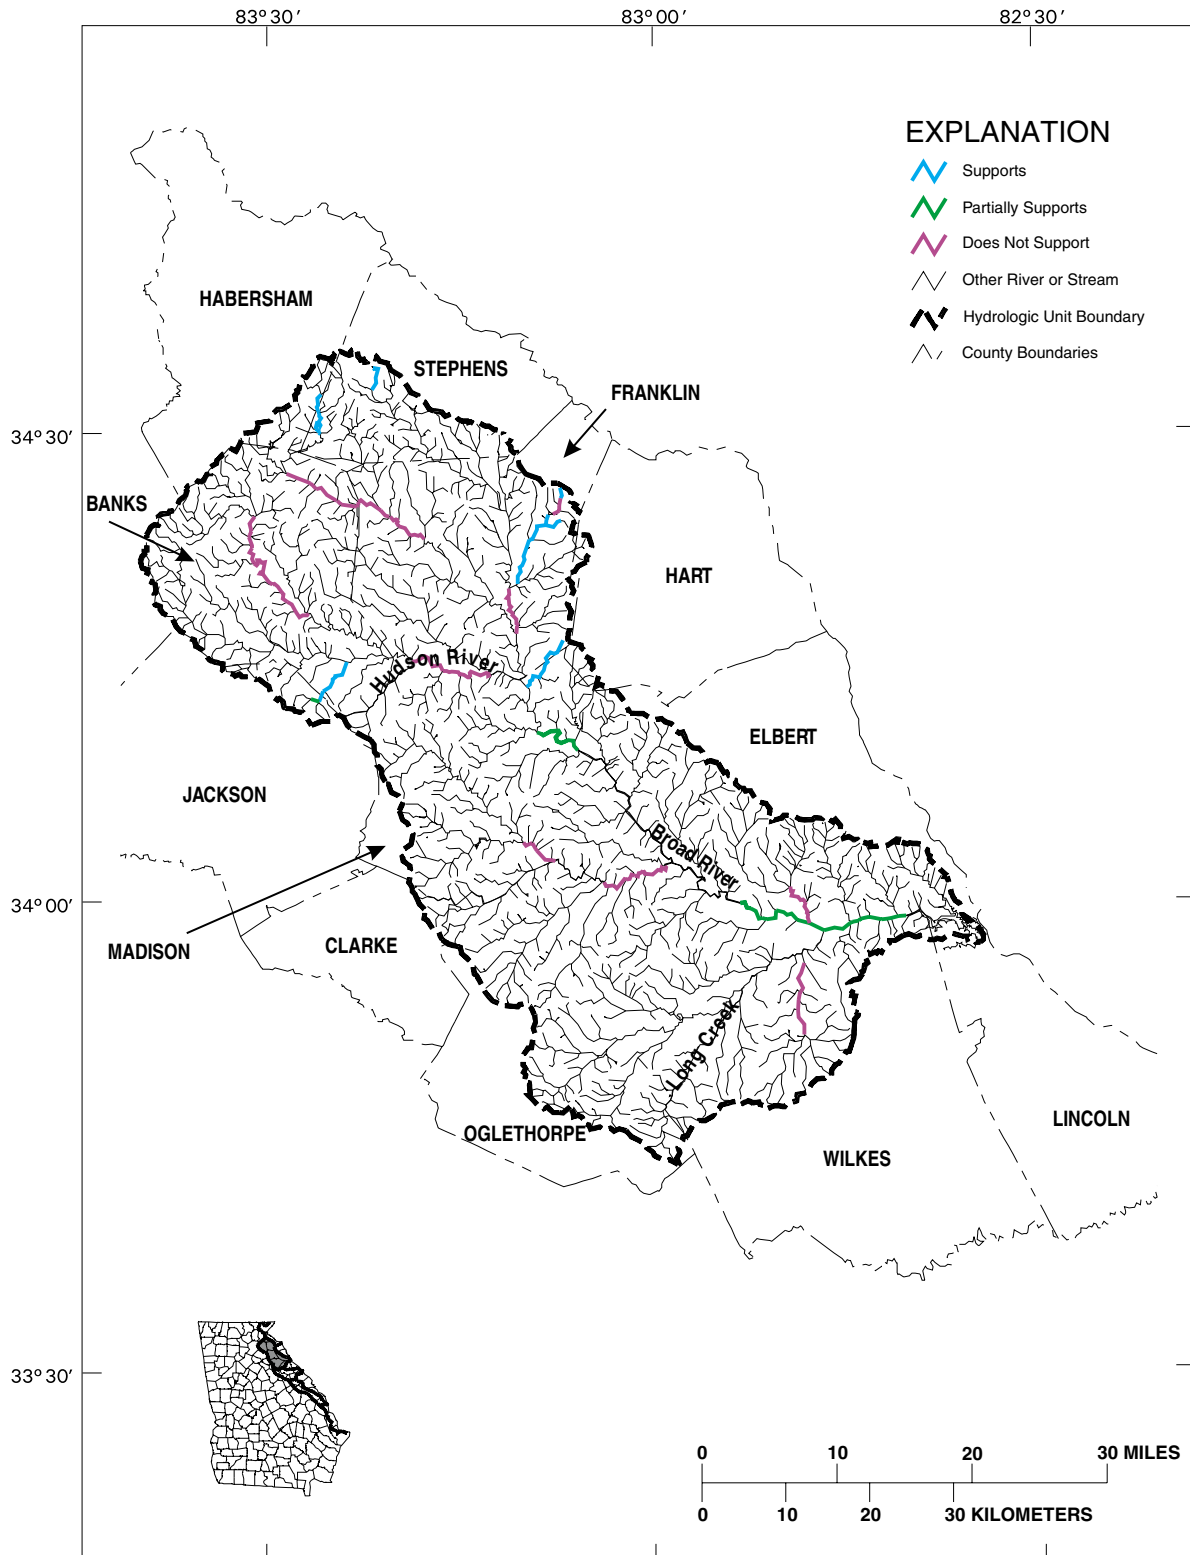 83°30′
83°00′
82°30′
EXPLANATION
Supports
Partially Supports
Does Not Support
Other River or Stream
Hydrologic Unit Boundary
County Boundaries
HABERSHAM
STEPHENS
FRANKLIN
34°30′
BANKS
HART
Hudson River
ELBERT
JACKSON
Broad River
34°00′
CLARKE
MADISON
Long Creek
OGLETHORPE
LINCOLN
WILKES
33°30′
0 10 20 30 MILES
0 10 20 30 KILOMETERS